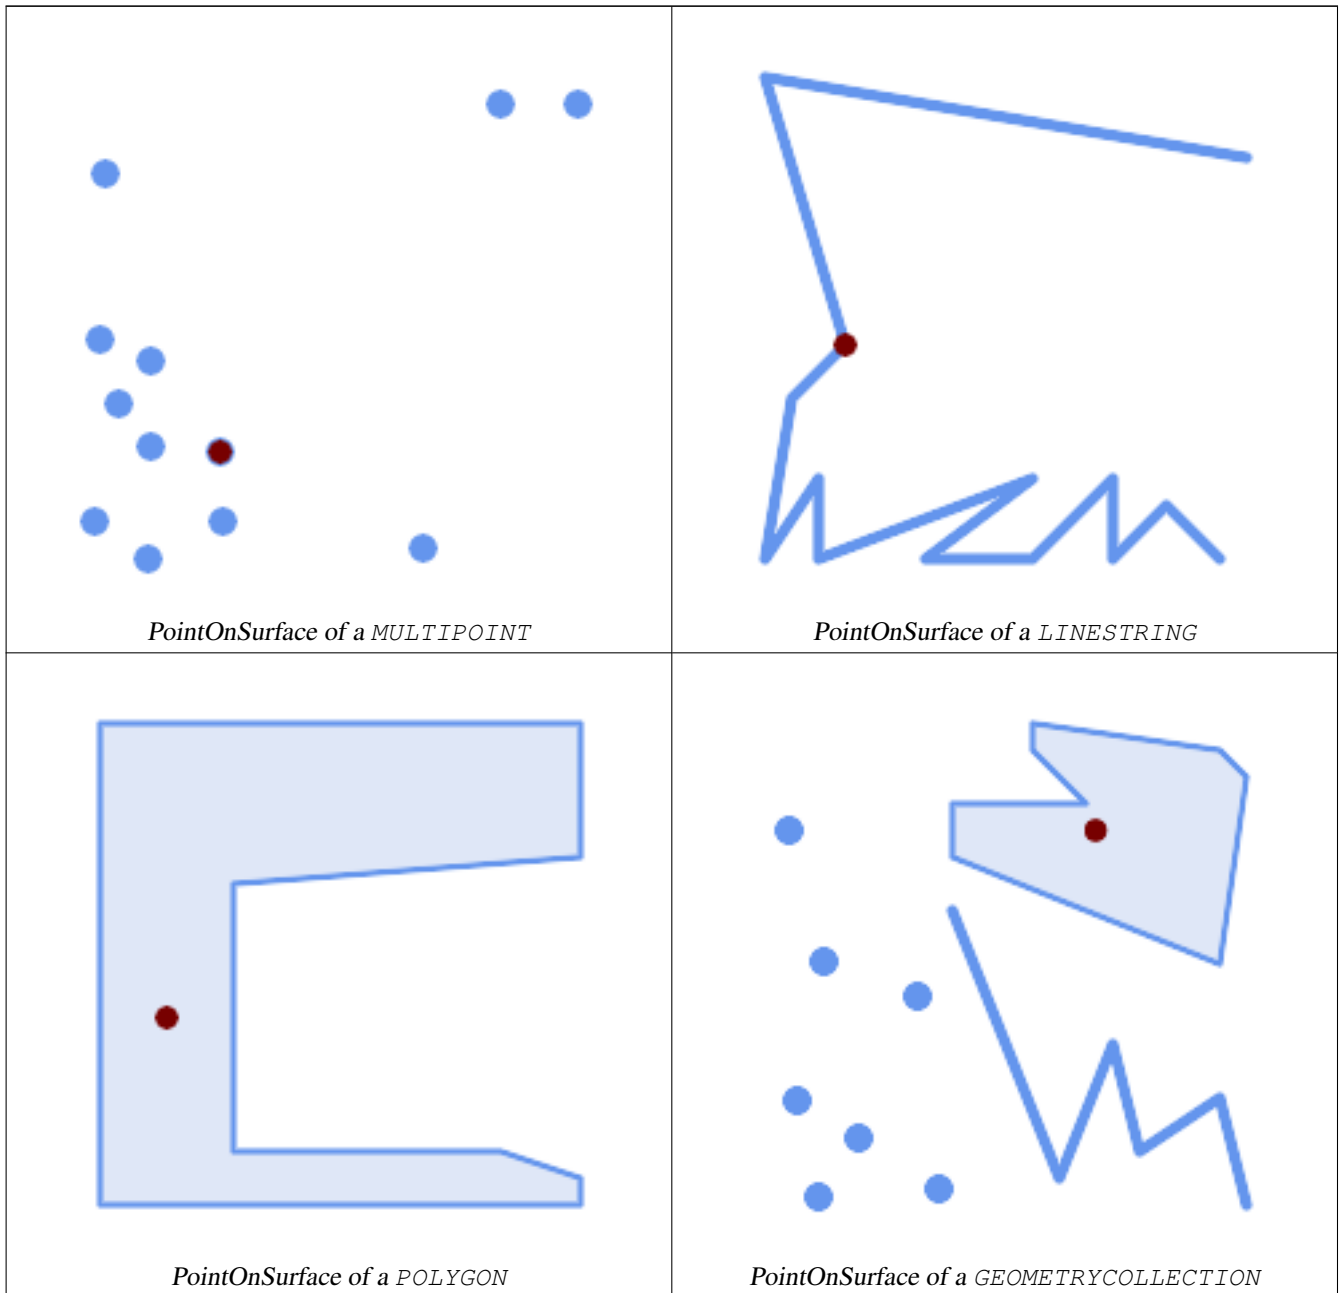 PointOnSurface of a MULTIPOINT
PointOnSurface of a LINESTRING
PointOnSurface of a POLYGON
PointOnSurface of a GEOMETRYCOLLECTION